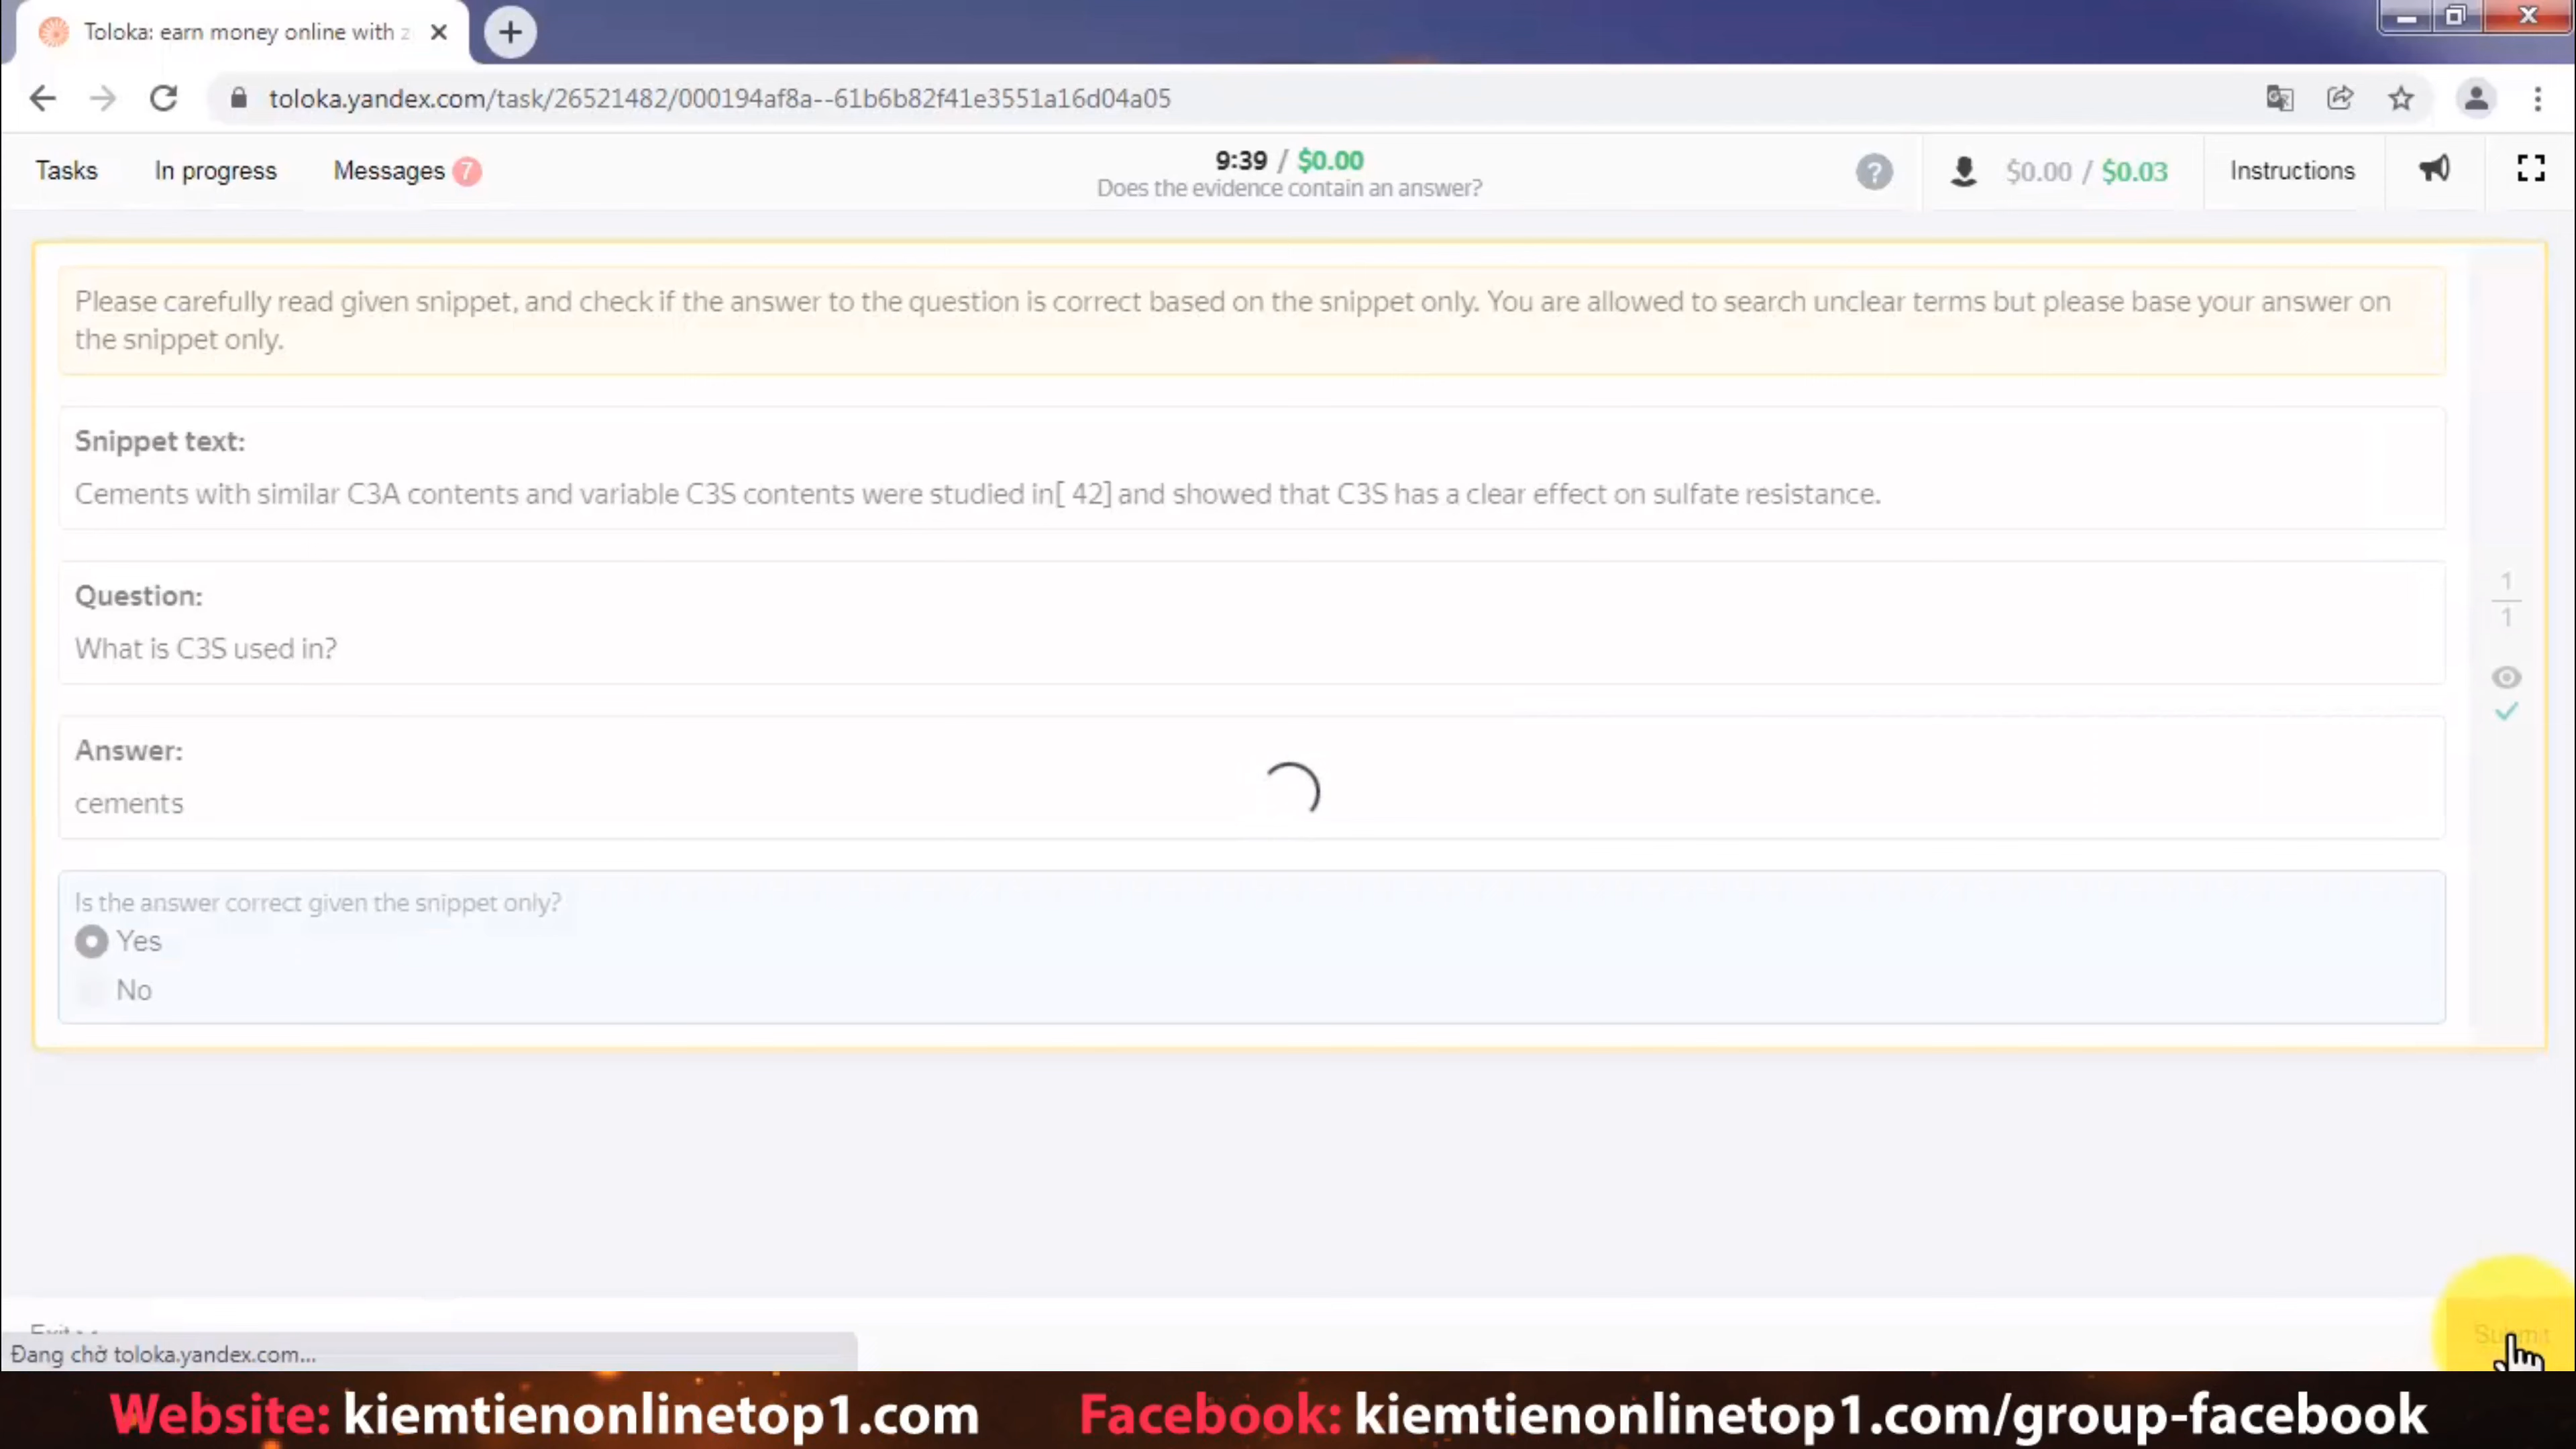 Toloka: earn money online with z
toloka.yandex.com/task/26521482/000194af8a--61b6b82f41e3551a16d04a05
Tasks In progress Messages 7
9:39 / $0.00
Does the evidence contain an answer?
? $0.00 / $0.03 Instructions
Please carefully read given snippet, and check if the answer to the question is correct based on the snippet only. You are allowed to search unclear terms but please base your answer on
the snippet only.
Snippet text:
Cements with similar C3A contents and variable C3S contents were studied in[ 42] and showed that C3S has a clear effect on sulfate resistance.
Question:
What is C3S used in?
1
1
Answer:
cements
Is the answer correct given the snippet only?
Yes
No
Exit
Submit
Đang chờ toloka.yandex.com...
Website: kiemtienonlinetop1.com Facebook: kiemtienonlinetop1.com/group-facebook